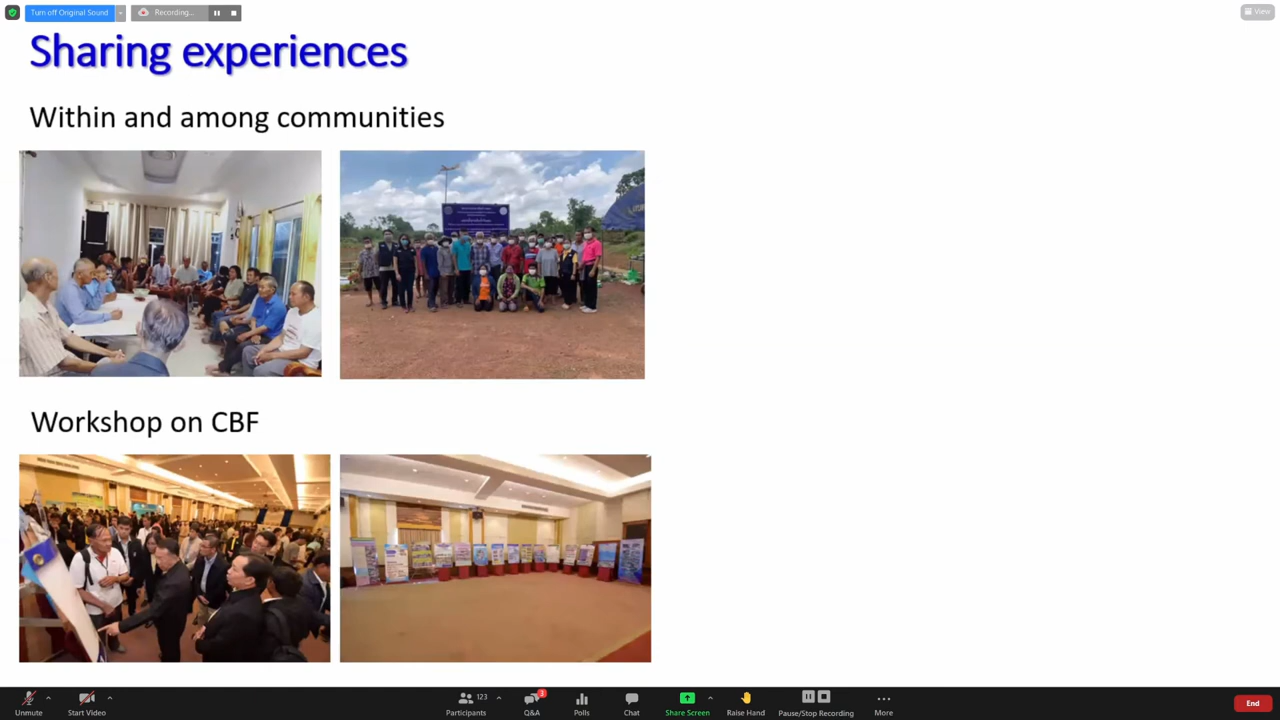 Turn off Original Sound
Recording...
View
Sharing experiences
Within and among communities
Workshop on CBF
Unmute
Start Video
123
Participants
3
Q&A
Polls
Chat
Share Screen
Raise Hand
Pause/Stop Recording
More
End